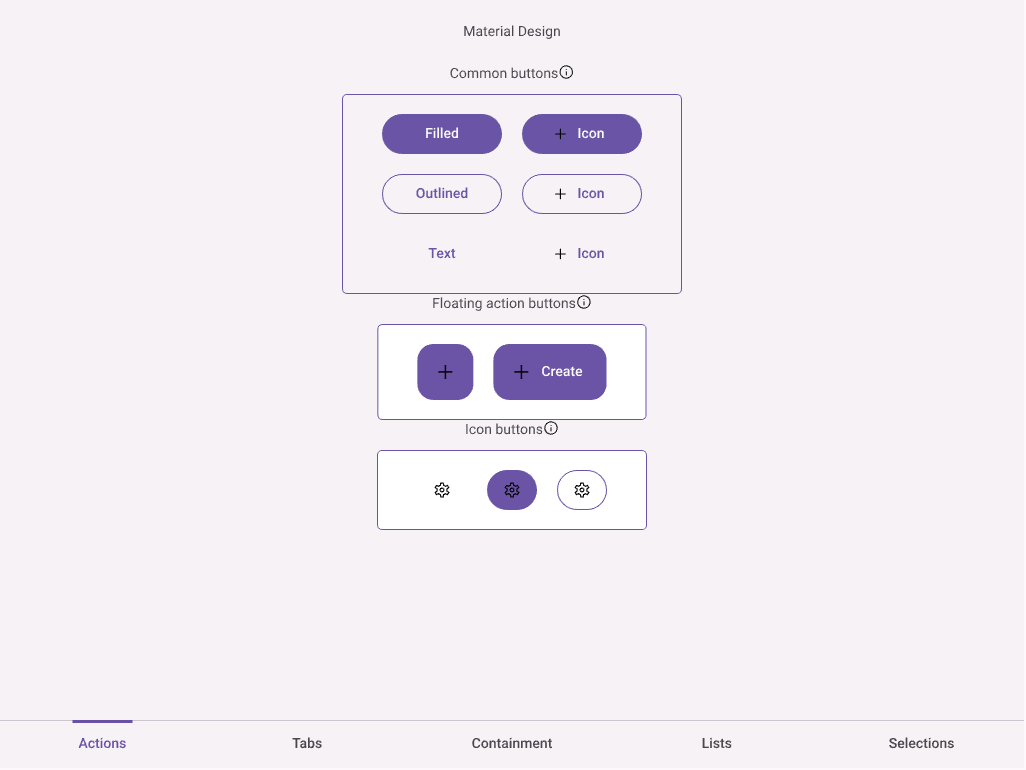 Material Design
Common buttons
Filled
Icon
Outlined
Icon
Text
Icon
Floating action buttons
Create
Icon buttons
Actions
Tabs
Containment
Lists
Selections